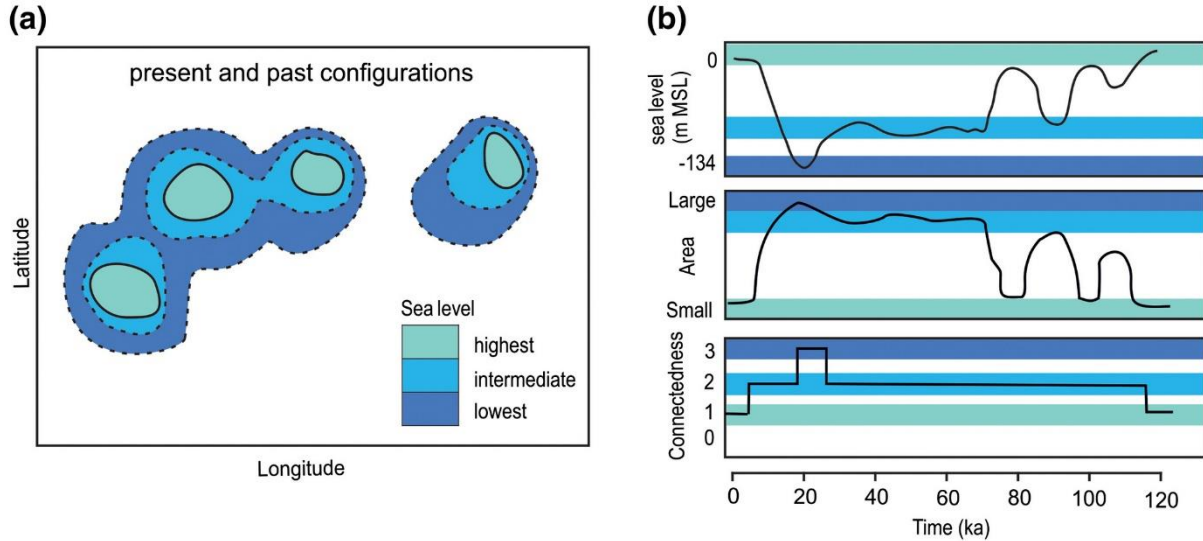 (a)
present and past configurations
Latitude
Longitude
Sea level
highest
intermediate
lowest
(b)
sea level
(m MSL)
0
-134
Area
Large
Small
Connectedness
3
2
1
0
0 20 40 60 80 100 120
Time (ka)